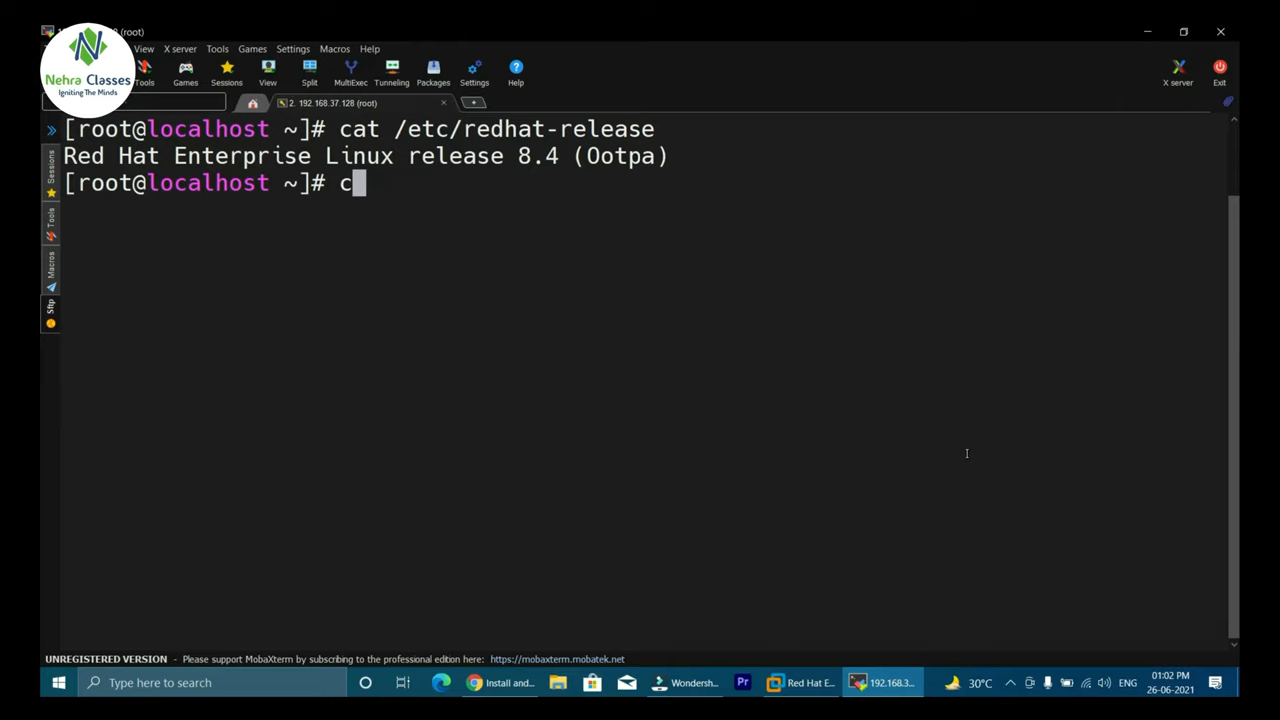 (root)
View X server Tools Games Settings Macros Help
Nehra Classes
Igniting The Minds
Tools Games Sessions View Split MultiExec Tunneling Packages Settings Help X server Exit
2. 192.168.37.128 (root)
[root@localhost ~]# cat /etc/redhat-release
Red Hat Enterprise Linux release 8.4 (Ootpa)
[root@localhost ~]# c
Sessions
Tools
Macros
Sftp
UNREGISTERED VERSION - Please support MobaXterm by subscribing to the professional edition here: https://mobaxterm.mobatek.net
Type here to search
Install and...
Wondersh...
Pr
Red Hat E...
192.168.3...
30°C
ENG
01:02 PM
26-06-2021